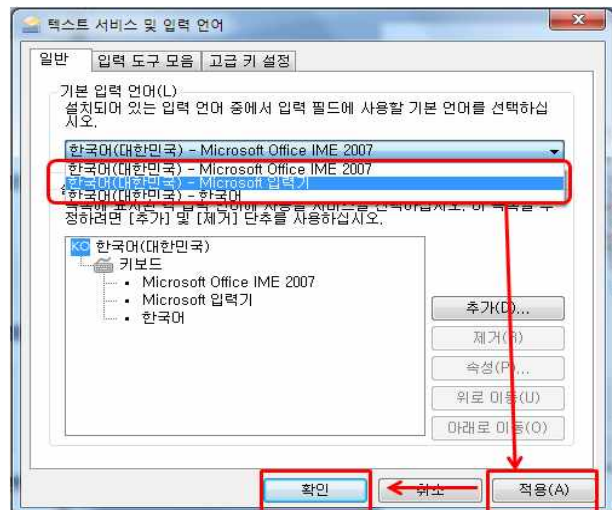 텍스트 서비스 및 입력 언어
일반 입력 도구 모음 고급 키 설정
기본 입력 언어(L)
설치되어 있는 입력 언어 중에서 입력 필드에 사용할 기본 언어를 선택하십
시오.
한국어(대한민국) - Microsoft Office IME 2007
한국어(대한민국) - Microsoft Office IME 2007
한국어(대한민국) - Microsoft 입력기
한국어(대한민국) - 한국어
정하려면 [추가] 및 [제거] 단추를 사용하십시오.
KO 한국어(대한민국)
키보드
• Microsoft Office IME 2007
• Microsoft 입력기
• 한국어
추가(D)...
제거(R)
속성(P)...
위로 이동(U)
아래로 이동(O)
확인 취소 적용(A)